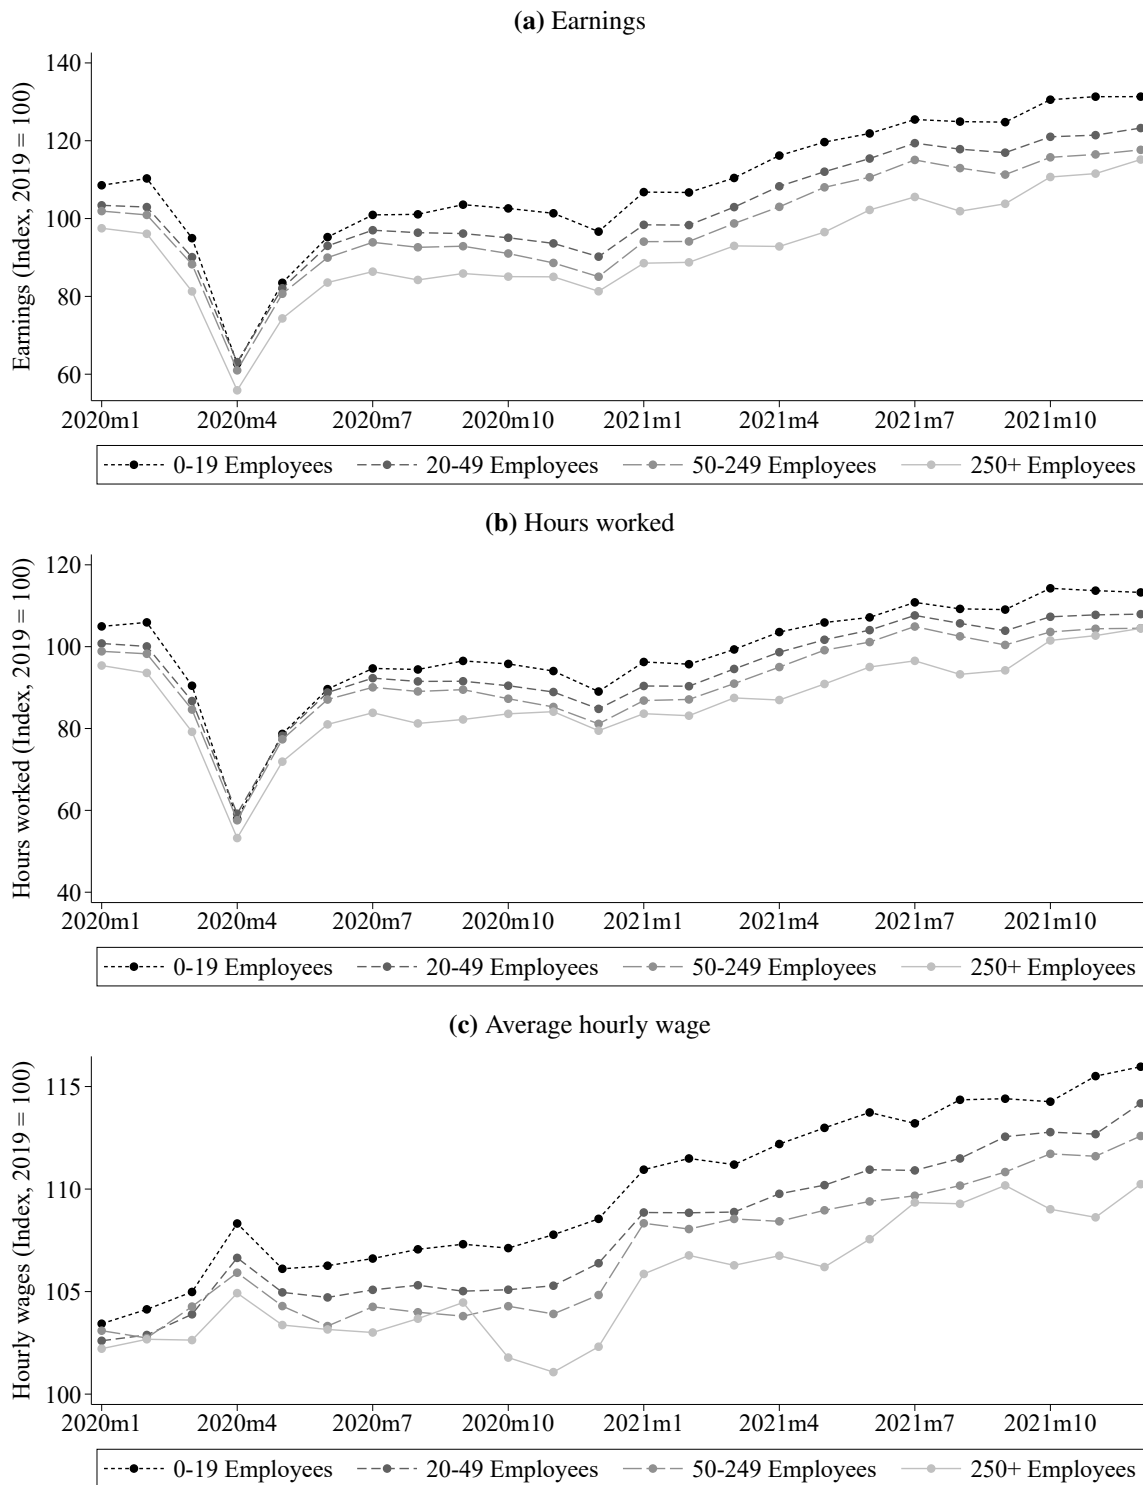 (a) Earnings
Earnings (Index, 2019 = 100)
140
120
100
80
60
2020m1 2020m4 2020m7 2020m10 2021m1 2021m4 2021m7 2021m10
0-19 Employees 20-49 Employees 50-249 Employees 250+ Employees
(b) Hours worked
Hours worked (Index, 2019 = 100)
120
100
80
60
40
2020m1 2020m4 2020m7 2020m10 2021m1 2021m4 2021m7 2021m10
0-19 Employees 20-49 Employees 50-249 Employees 250+ Employees
(c) Average hourly wage
Hourly wages (Index, 2019 = 100)
115
110
105
100
2020m1 2020m4 2020m7 2020m10 2021m1 2021m4 2021m7 2021m10
0-19 Employees 20-49 Employees 50-249 Employees 250+ Employees